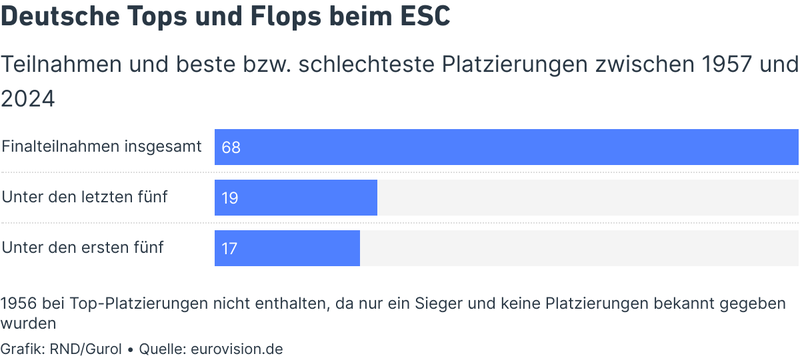 Deutsche Tops und Flops beim ESC
Teilnahmen und beste bzw. schlechteste Platzierungen zwischen 1957 und
2024
Finalteilnahmen insgesamt 68
Unter den letzten fünf 19
Unter den ersten fünf 17
1956 bei Top-Platzierungen nicht enthalten, da nur ein Sieger und keine Platzierungen bekannt gegeben
wurden
Grafik: RND/Gurol • Quelle: eurovision.de